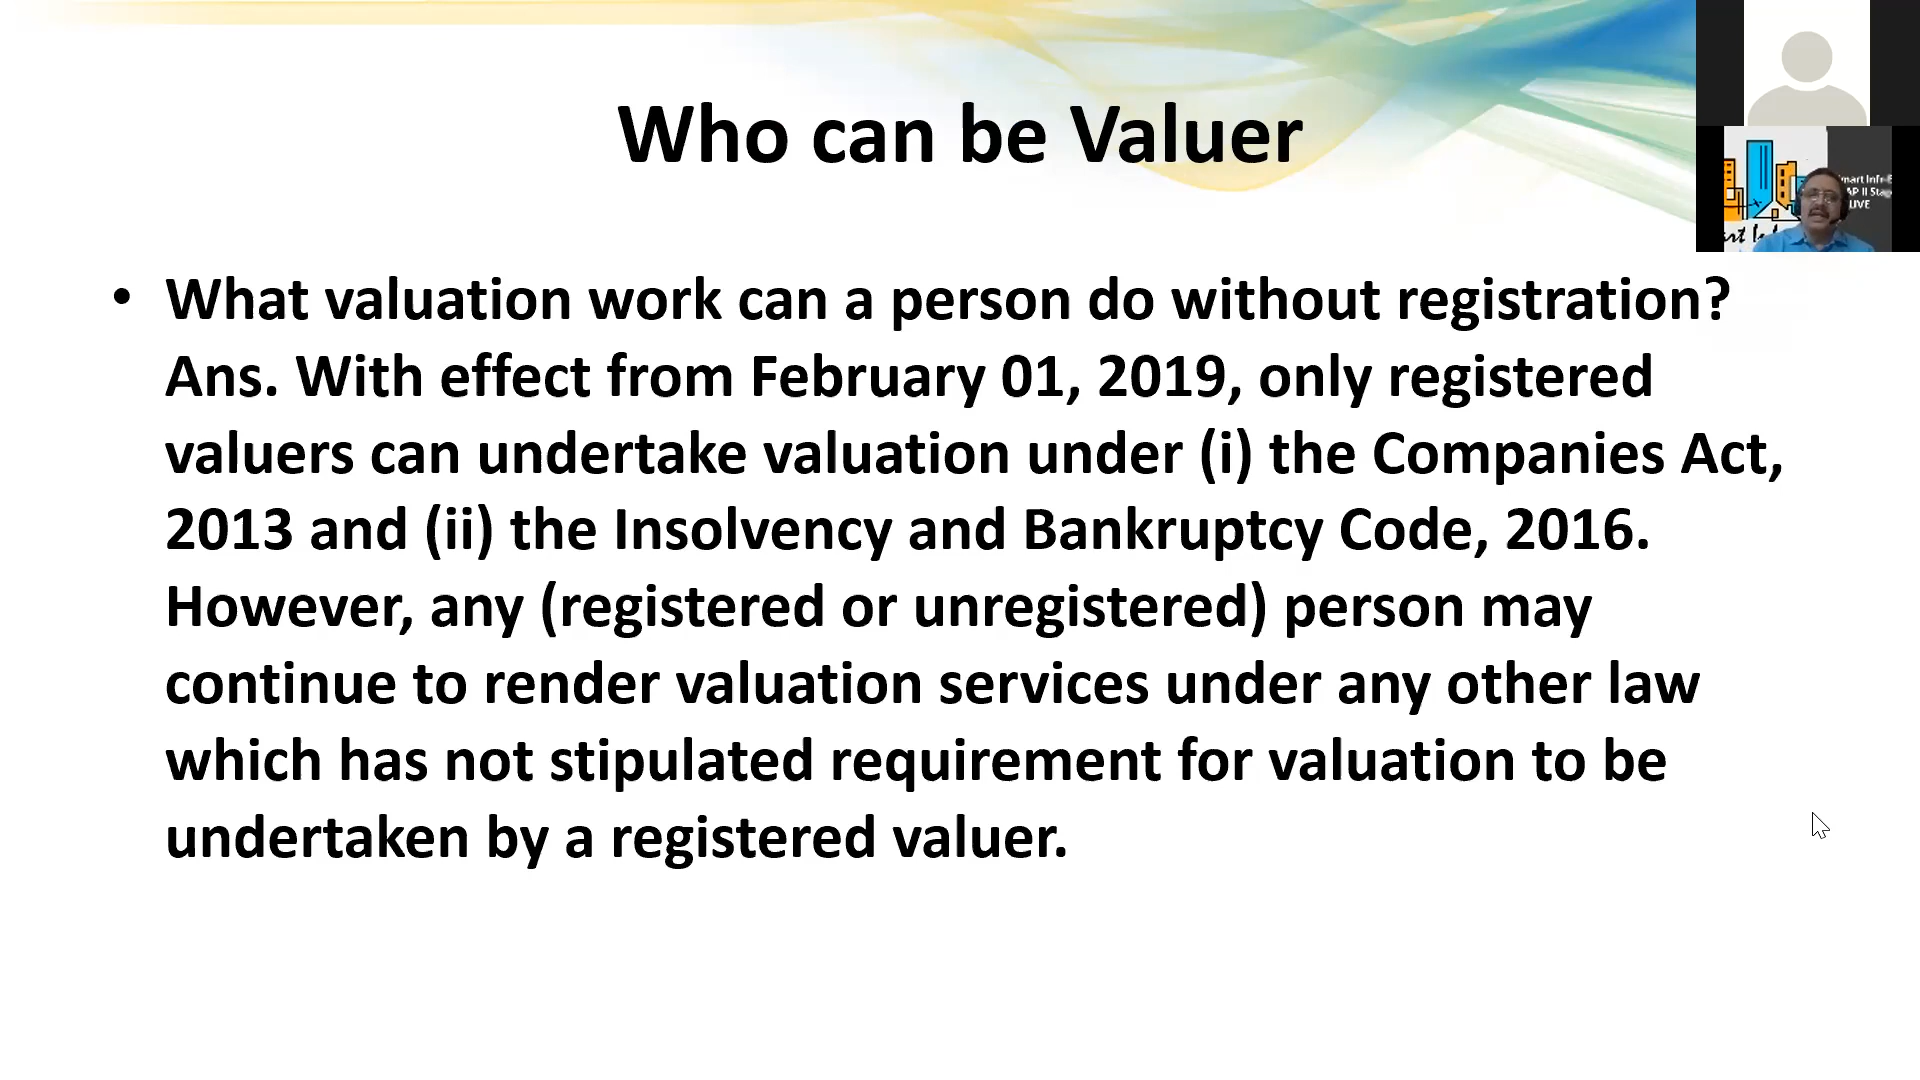 Who can be Valuer
• What valuation work can a person do without registration?
Ans. With effect from February 01, 2019, only registered
valuers can undertake valuation under (i) the Companies Act,
2013 and (ii) the Insolvency and Bankruptcy Code, 2016.
However, any (registered or unregistered) person may
continue to render valuation services under any other law
which has not stipulated requirement for valuation to be
undertaken by a registered valuer.
LIVE